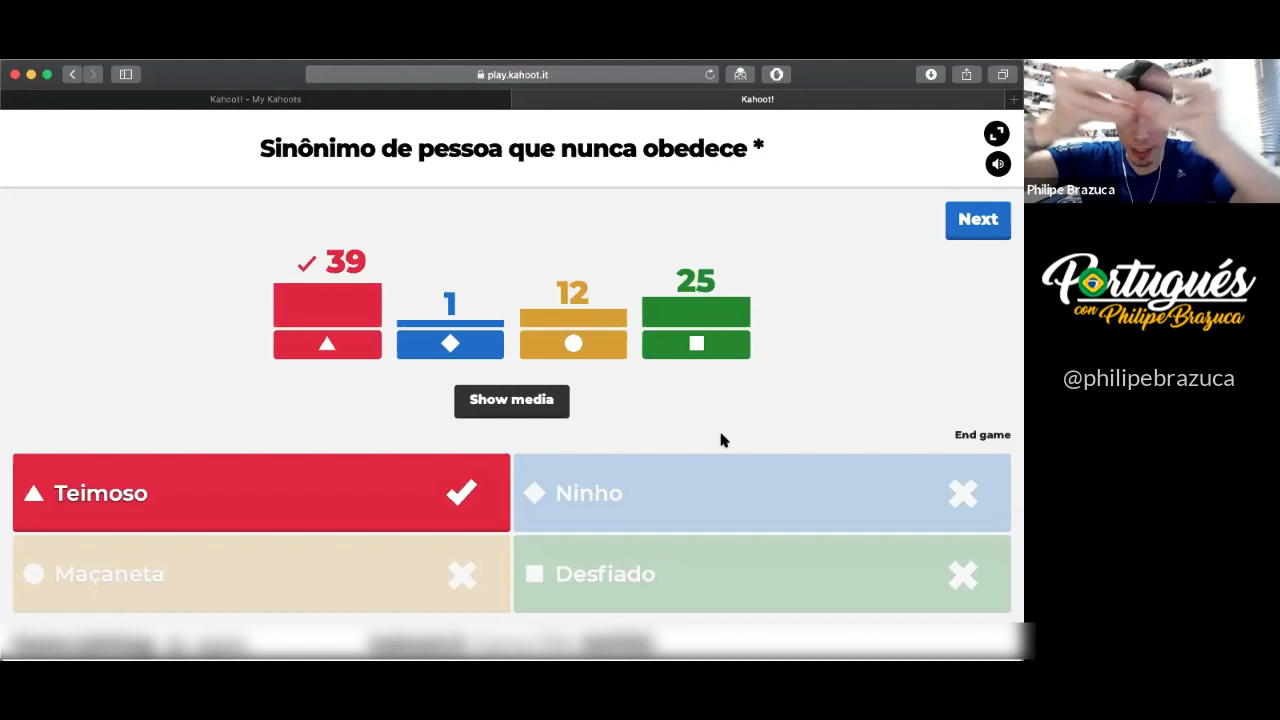 play.kahoot.it
Kahoot! - My Kahoots
Kahoot!
Sinônimo de pessoa que nunca obedece *
Philipe Brazuca
Next
39
1
12
25
Portugués
con Philipe Brazuca
Show media
@philipebrazuca
End game
Teimoso
Ninho
Maçaneta
Desfiado